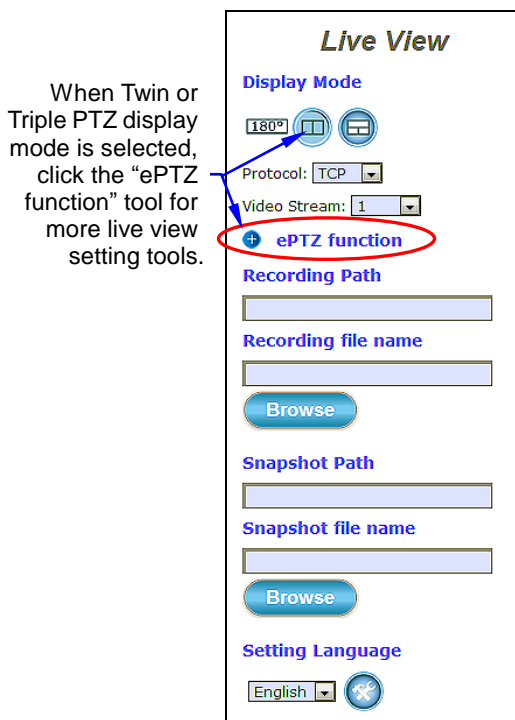 Live View
When Twin or
Triple PTZ display
mode is selected,
click the “ePTZ
function” tool for
more live view
setting tools.
Display Mode
180°
Protocol: TCP
Video Stream: 1
ePTZ function
Recording Path
Recording file name
Browse
Snapshot Path
Snapshot file name
Browse
Setting Language
English